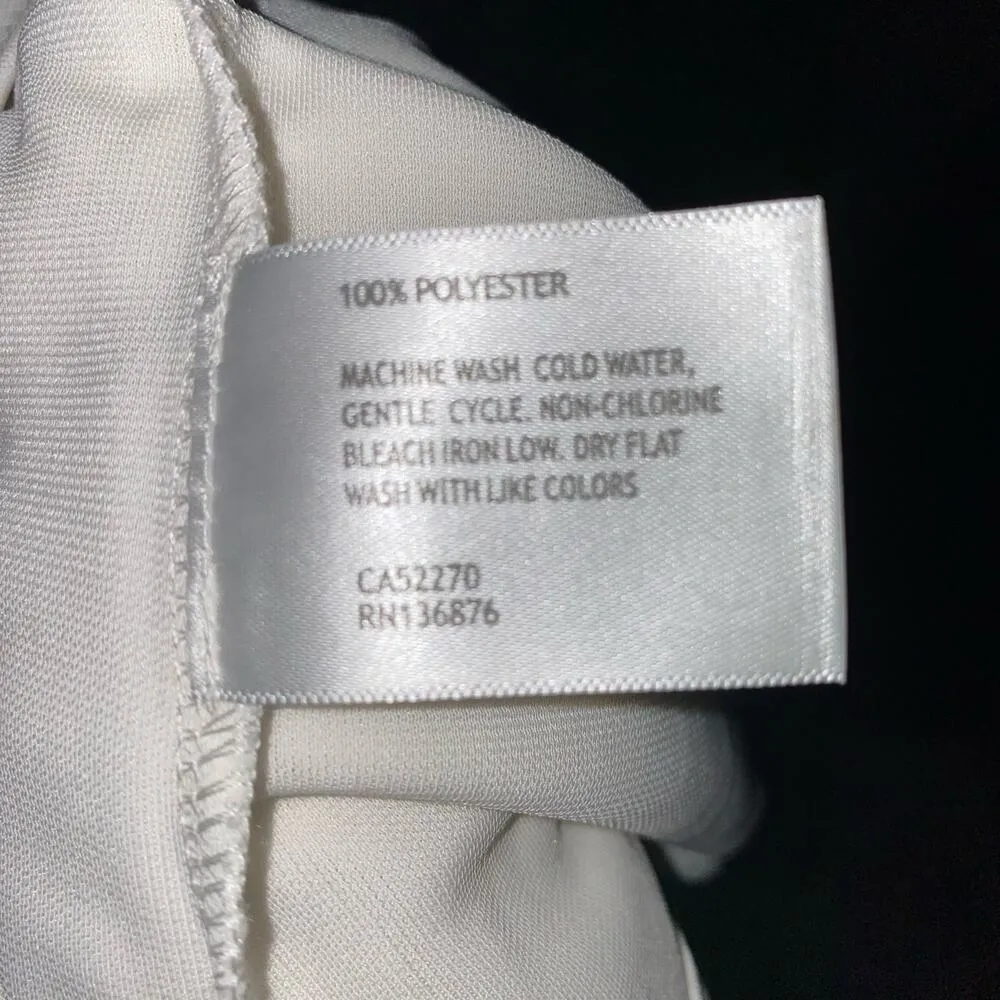 100% POLYESTER
MACHINE WASH COLD WATER,
GENTLE CYCLE. NON-CHLORINE
BLEACH IRON LOW. DRY FLAT
WASH WITH LIKE COLORS
CA52270
RN136876